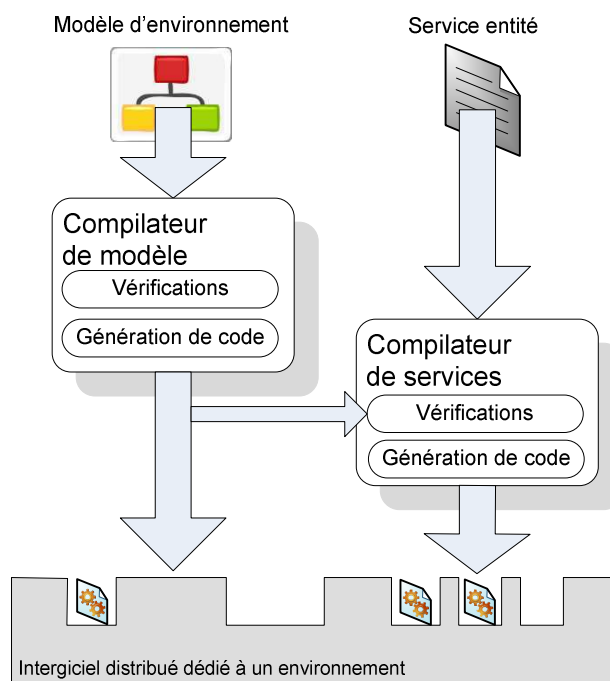 Modèle d'environnement
Service entité
Compilateur
de modèle
Vérifications
Génération de code
Compilateur
de services
Vérifications
Génération de code
Intergiciel distribué dédié à un environnement